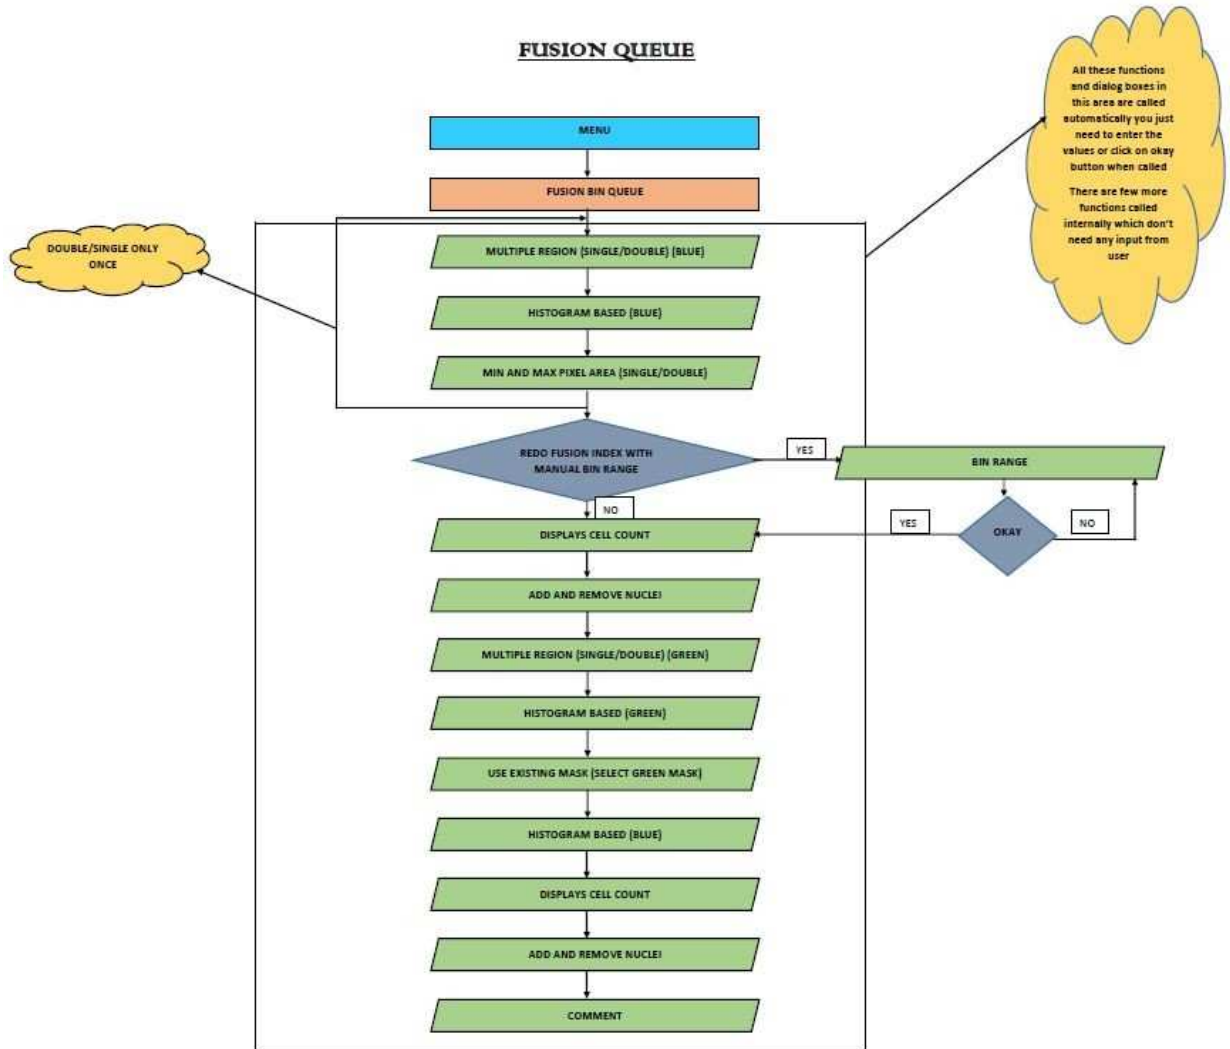 FUSION QUEUE
All these functions
and dialog boxes in
this area are called
automatically you just
need to enter the
values or click on okay
button when called
There are few more
functions called
internally which don't
need any input from
user
MENU
FUSION BIN QUEUE
DOUBLE/SINGLE ONLY
ONCE
MULTIPLE REGION (SINGLE/DOUBLE) (BLUE)
HISTOGRAM BASED (BLUE)
MIN AND MAX PIXEL AREA (SINGLE/DOUBLE)
REDO FUSION INDEX WITH
MANUAL BIN RANGE
YES
BIN RANGE
NO
DISPLAYS CELL COUNT
YES
OKAY
NO
ADD AND REMOVE NUCLEI
MULTIPLE REGION (SINGLE/DOUBLE) (GREEN)
HISTOGRAM BASED (GREEN)
USE EXISTING MASK (SELECT GREEN MASK)
HISTOGRAM BASED (BLUE)
DISPLAYS CELL COUNT
ADD AND REMOVE NUCLEI
COMMENT